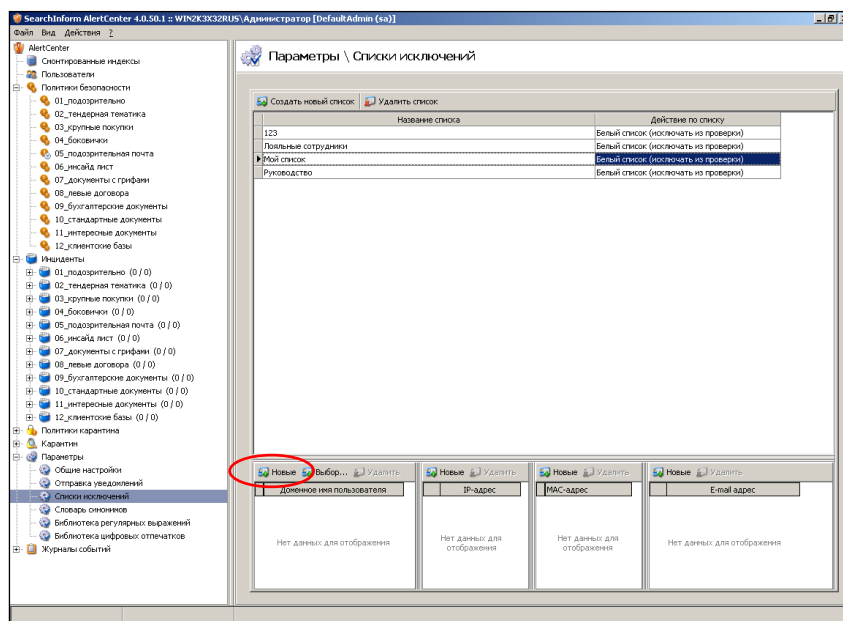 SearchInform AlertCenter 4.0.50.1 :: WIN2K3X32RUS\Администратор [DefaultAdmin (sa)]
Файл Вид Действия ?
AlertCenter
Смонтированные индексы
Пользователи
Политики безопасности
01_подозрительно
02_тендерная тематика
03_крупные покупки
04_боковички
05_подозрительная почта
06_инсайд лист
07_документы с грифами
08_левые договора
09_бухгалтерские документы
10_стандартные документы
11_интересные документы
12_клиентские базы
Инциденты
01_подозрительно (0 / 0)
02_тендерная тематика (0 / 0)
03_крупные покупки (0 / 0)
04_боковички (0 / 0)
05_подозрительная почта (0 / 0)
06_инсайд лист (0 / 0)
07_документы с грифами (0 / 0)
08_левые договора (0 / 0)
09_бухгалтерские документы (0 / 0)
10_стандартные документы (0 / 0)
11_интересные документы (0 / 0)
12_клиентские базы (0 / 0)
Политики карантина
Карантин
Параметры
Общие настройки
Отправка уведомлений
Списки исключений
Словарь синонимов
Библиотека регулярных выражений
Библиотека цифровых отпечатков
Журналы событий
Параметры \ Списки исключений
Создать новый список Удалить список
Название списка Действие по списку
123 Белый список (исключать из проверки)
Лояльные сотрудники Белый список (исключать из проверки)
Мой список Белый список (исключать из проверки)
Руководство Белый список (исключать из проверки)
Новые Выбор... Удалить Новые Удалить Новые Удалить Новые Удалить
Доменное имя пользователя IP-адрес MAC-адрес E-mail адрес
Нет данных для отображения
Нет данных для
отображения
Нет данных для
отображения
Нет данных для отображения